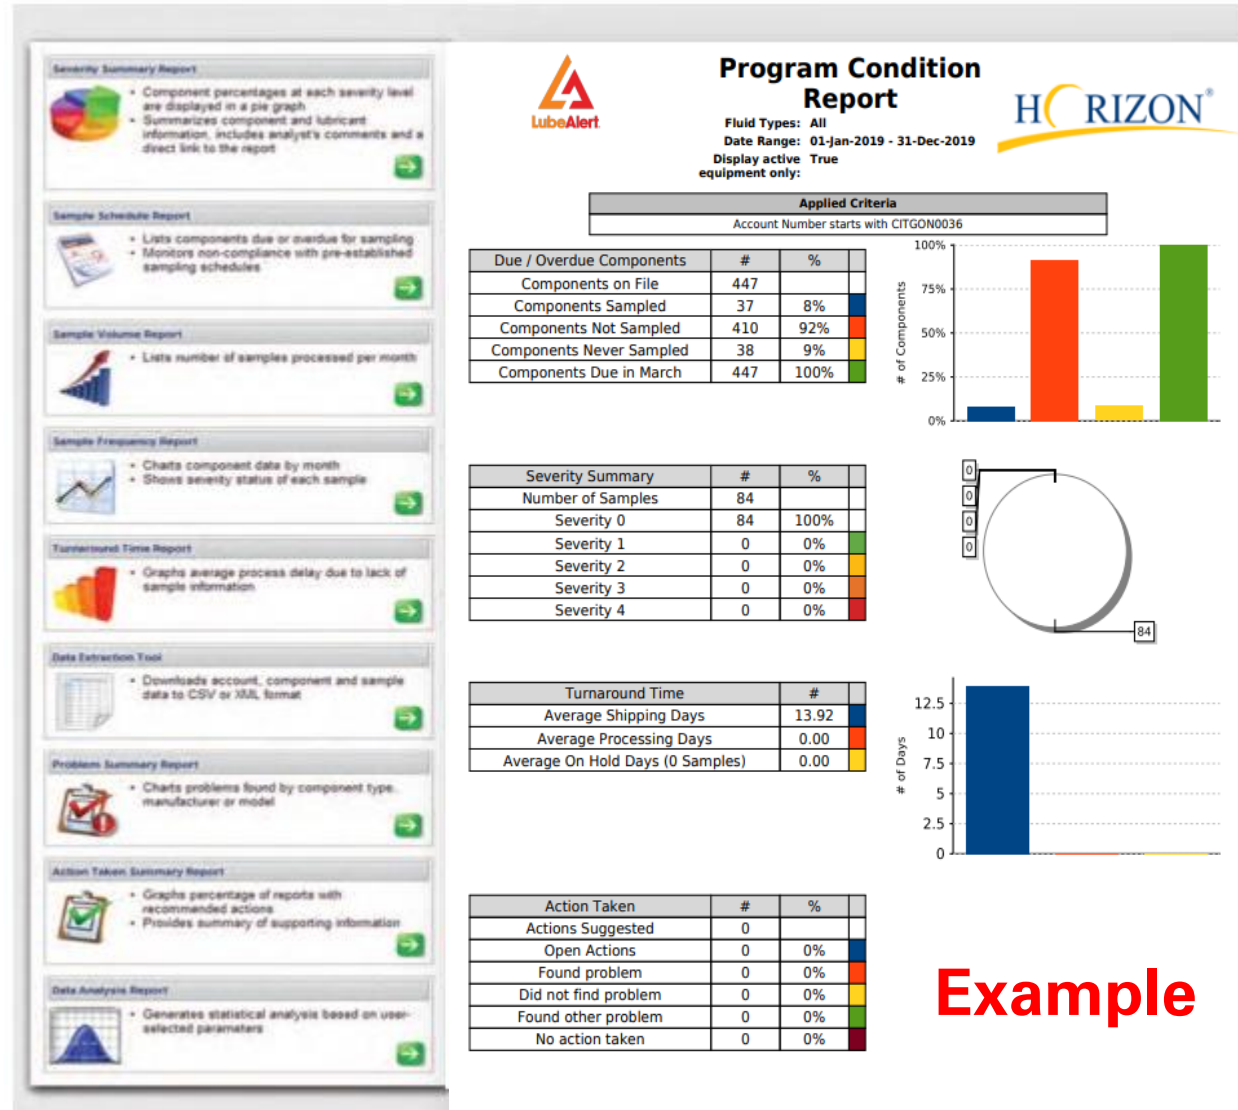 Severity Summary Report
• Component percentages at each severity level
are displayed in a pie graph
• Summarizes component and lubricant
information, includes analyst's comments and a
direct link to the report
Sample Schedule Report
• Lists components due or overdue for sampling
• Monitors non-compliance with pre-established
sampling schedules
Sample Volume Report
• Lists number of samples processed per month
Sample Frequency Report
• Charts component data by month
• Shows severity status of each sample
Turnaround Time Report
• Graphs average process delay due to lack of
sample information
Data Extraction Tool
• Downloads account, component and sample
data to CSV or XML format
Problem Summary Report
• Charts problems found by component type,
manufacturer or model
Action Taken Summary Report
• Graphs percentage of reports with
recommended actions
• Provides summary of supporting information
Data Analysis Report
• Generates statistical analysis based on user-
selected parameters
LubeAlert
Program Condition
Report
HORIZON®
Fluid Types: All
Date Range: 01-Jan-2019 - 31-Dec-2019
Display active True
equipment only:
Applied Criteria
Account Number starts with CITGON0036
Due / Overdue Components # %
Components on File 447
Components Sampled 37 8%
Components Not Sampled 410 92%
Components Never Sampled 38 9%
Components Due in March 447 100%
# of Components
100%
75%
50%
25%
0%
Severity Summary # %
Number of Samples 84
Severity 0 84 100%
Severity 1 0 0%
Severity 2 0 0%
Severity 3 0 0%
Severity 4 0 0%
0
0
0
0
84
Turnaround Time #
Average Shipping Days 13.92
Average Processing Days 0.00
Average On Hold Days (0 Samples) 0.00
# of Days
12.5
10
7.5
5
2.5
0
Action Taken # %
Actions Suggested 0
Open Actions 0 0%
Found problem 0 0%
Did not find problem 0 0%
Found other problem 0 0%
No action taken 0 0%
Example